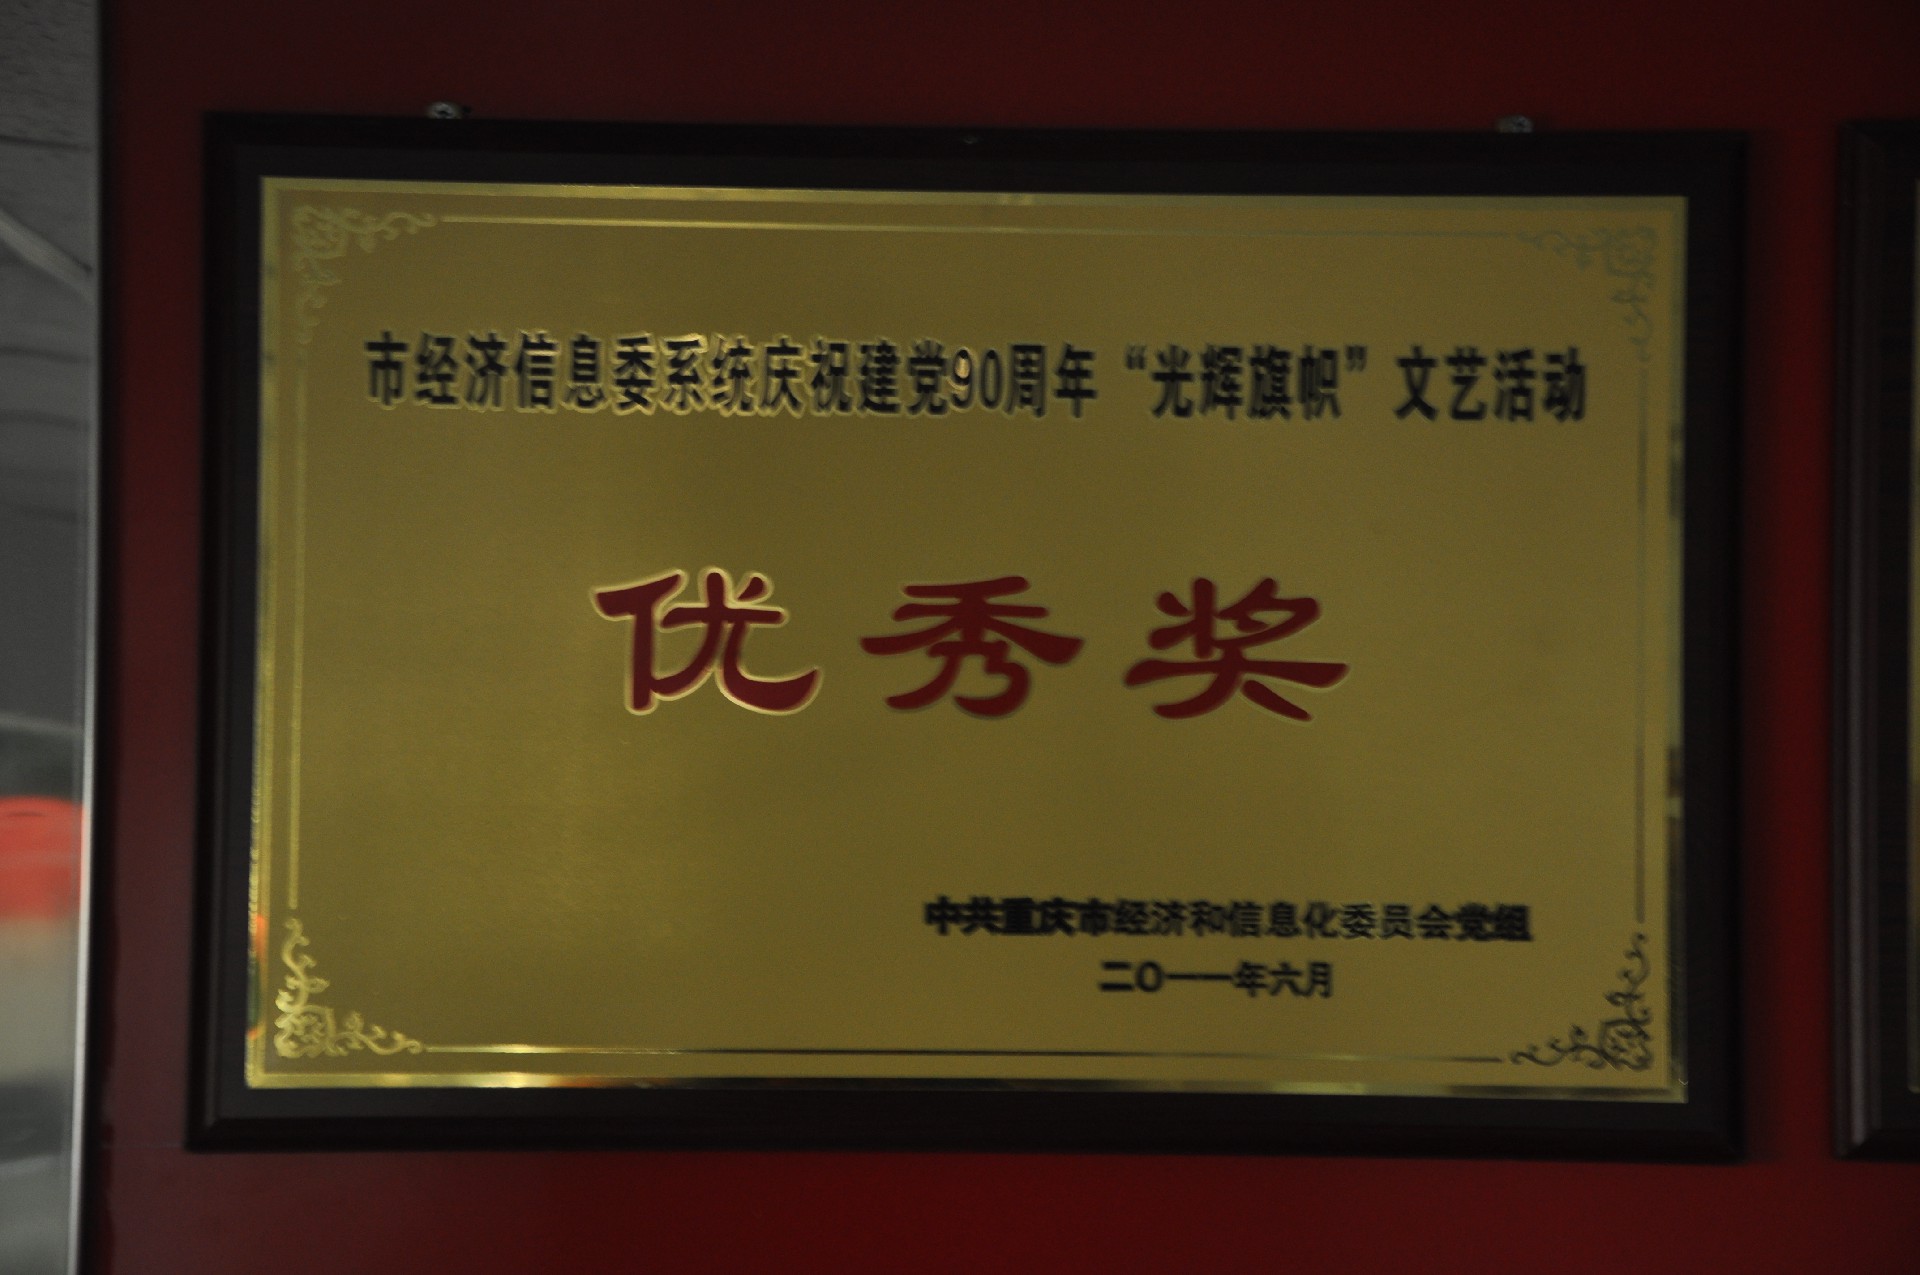 市经济信息委系统庆祝建党90周年“光辉旗帜”文艺活动
优秀奖
中共重庆市经济和信息化委员会党组
二〇一一年六月